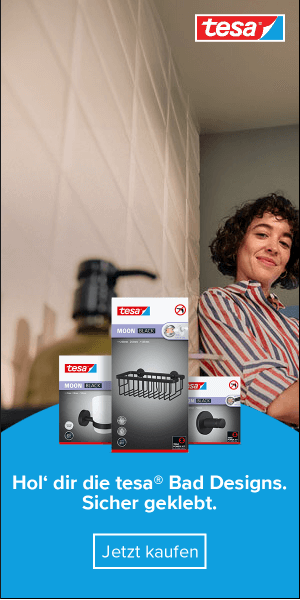 tesa
tesa
MOON BLACK
tesa
MOON BLACK
tesa
MOON BLACK
Hol‘ dir die tesa® Bad Designs.
Sicher geklebt.
Jetzt kaufen